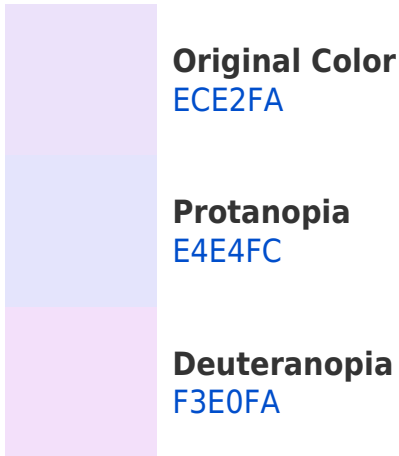 Original Color
ECE2FA
Protanopia
E4E4FC
Deuteranopia
F3E0FA